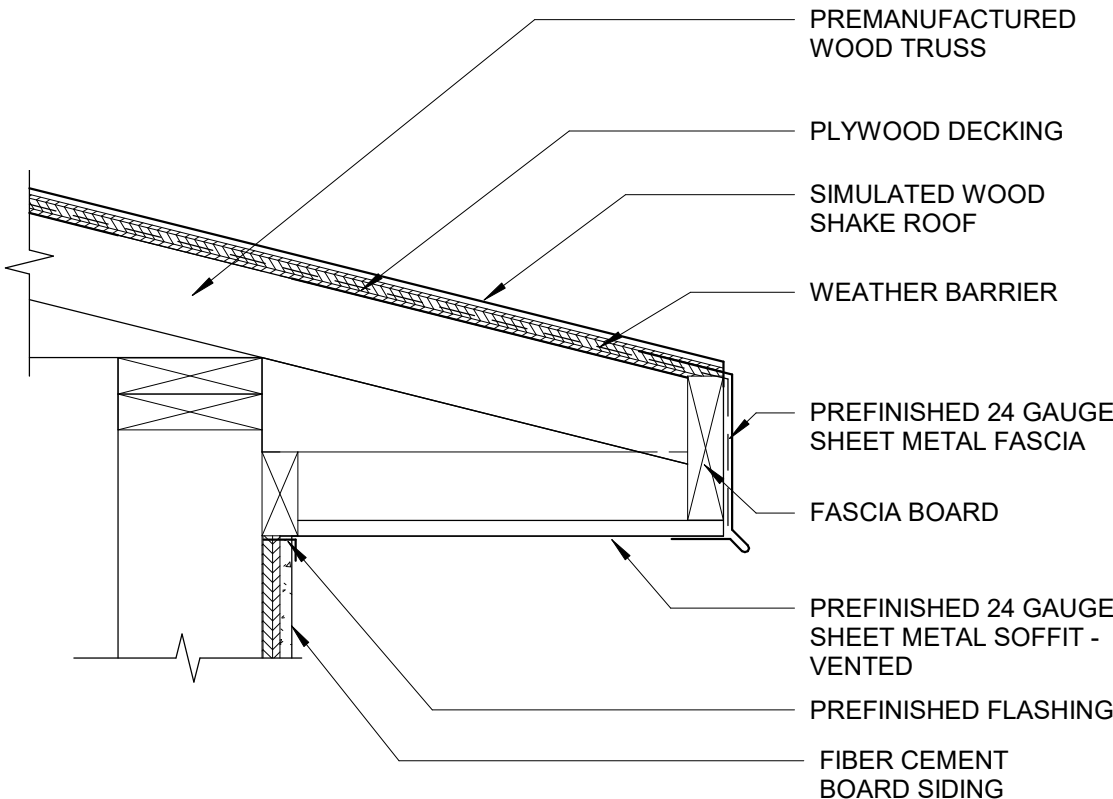 PREMANUFACTURED
WOOD TRUSS
PLYWOOD DECKING
SIMULATED WOOD
SHAKE ROOF
WEATHER BARRIER
PREFINISHED 24 GAUGE
SHEET METAL FASCIA
FASCIA BOARD
PREFINISHED 24 GAUGE
SHEET METAL SOFFIT -
VENTED
PREFINISHED FLASHING
FIBER CEMENT
BOARD SIDING